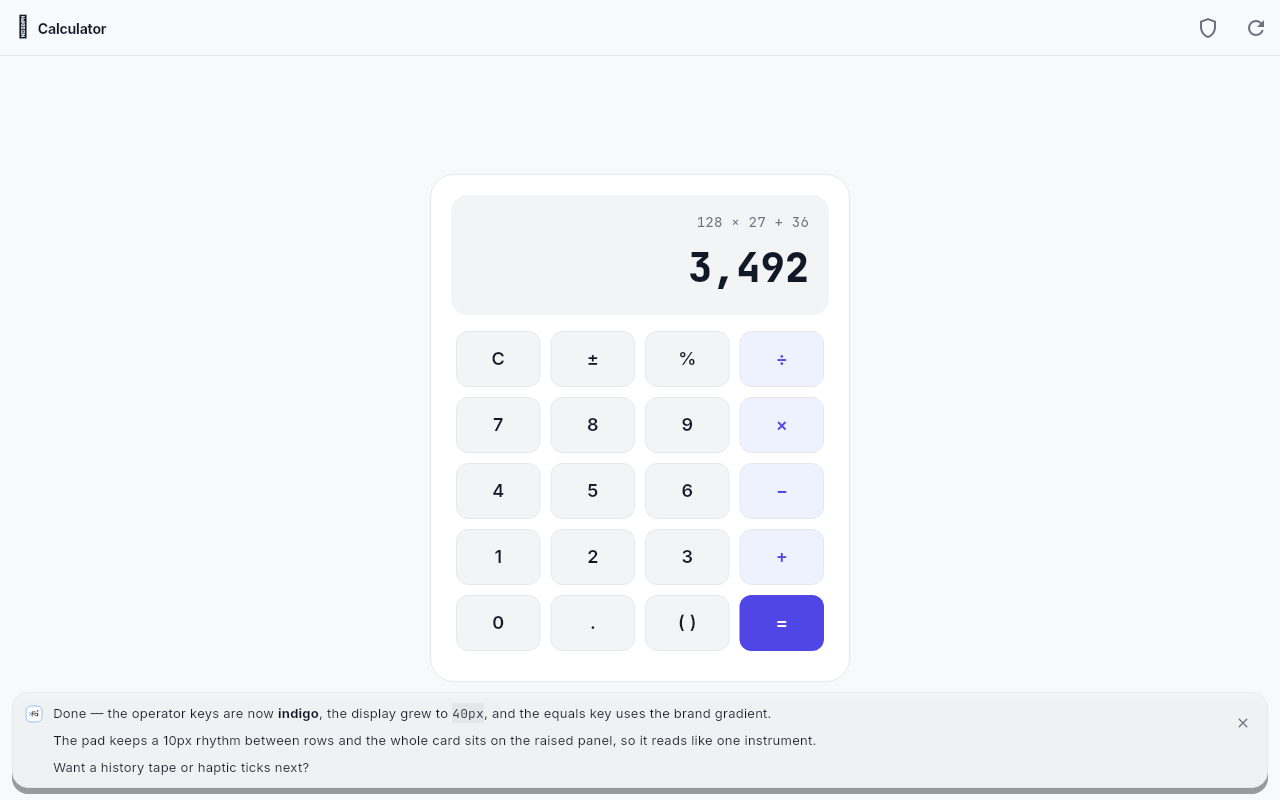 Calculator
128 × 27 + 36
3,492
C ± % ÷
7 8 9 ×
4 5 6 −
1 2 3 +
0 . ( ) =
Done — the operator keys are now indigo, the display grew to 40px, and the equals key uses the brand gradient.
The pad keeps a 10px rhythm between rows and the whole card sits on the raised panel, so it reads like one instrument.
Want a history tape or haptic ticks next?